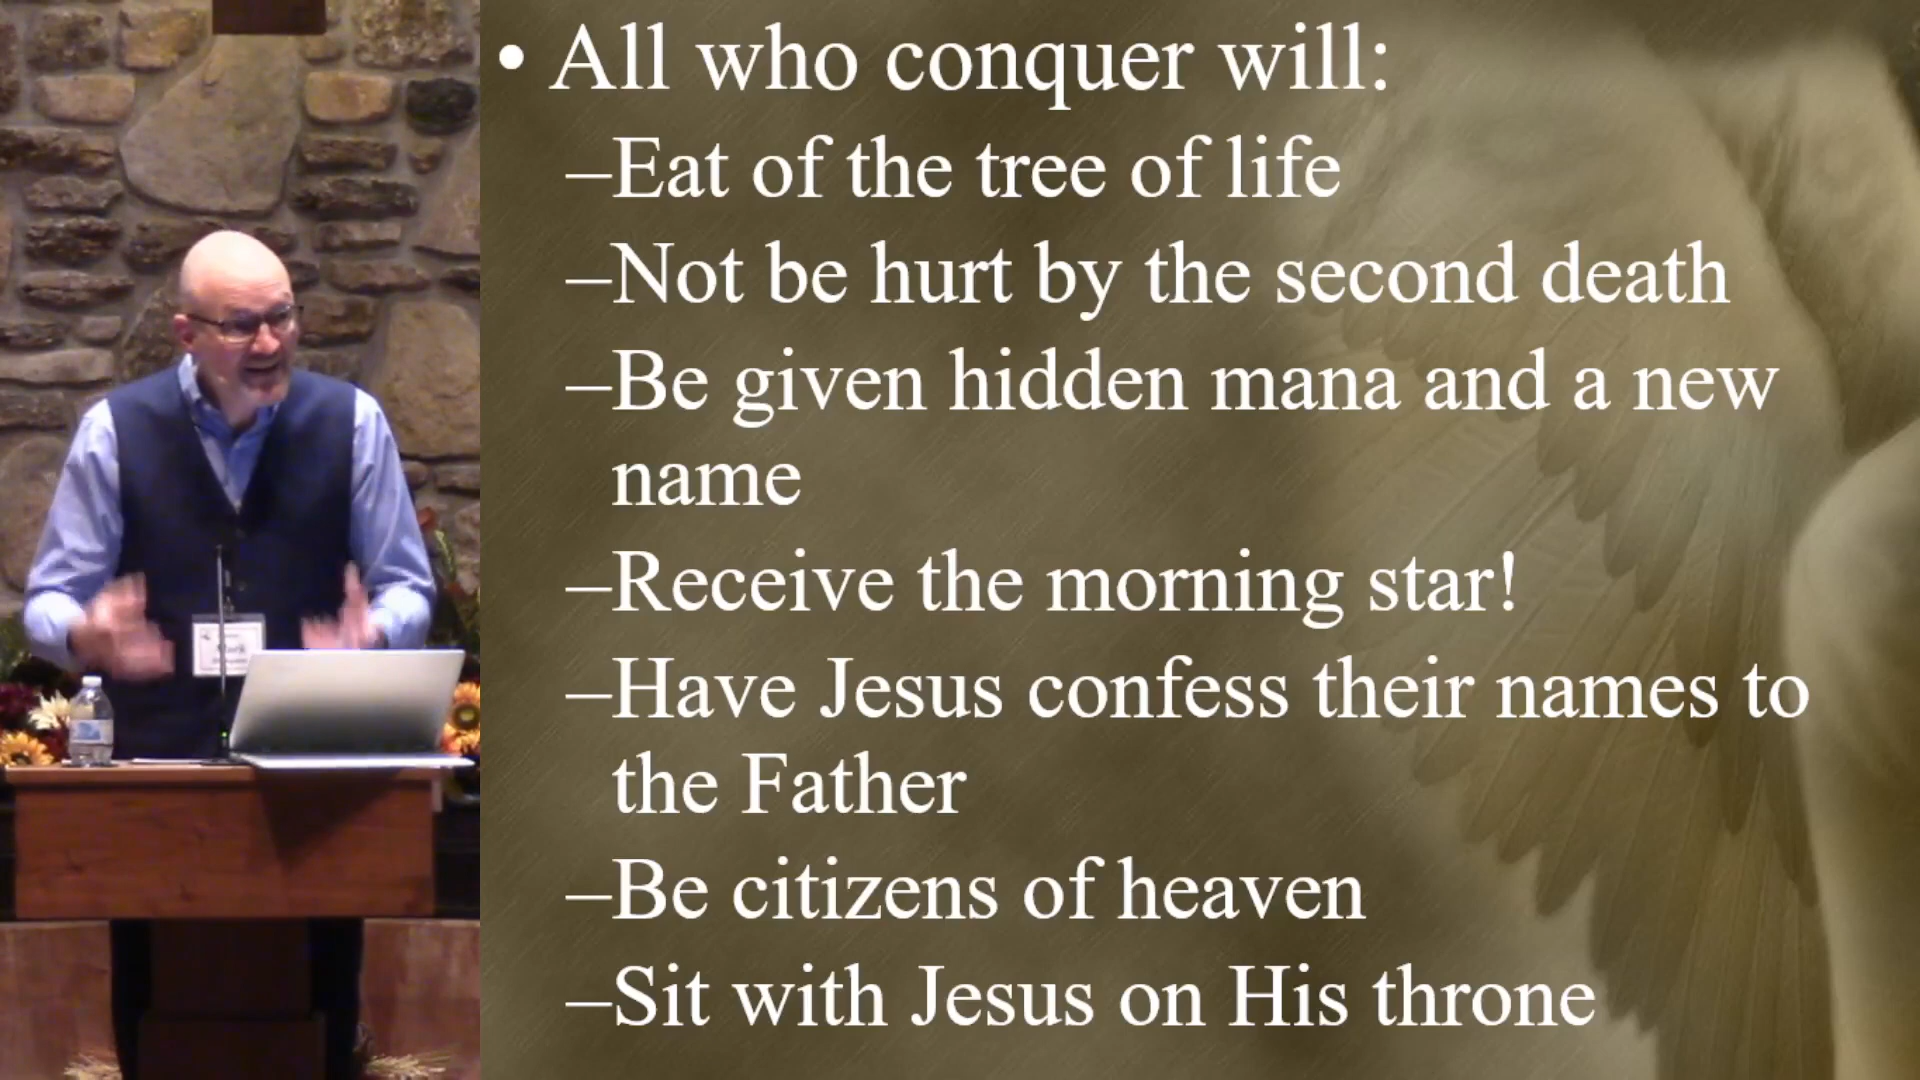 • All who conquer will:
–Eat of the tree of life
–Not be hurt by the second death
–Be given hidden mana and a new
name
–Receive the morning star!
–Have Jesus confess their names to
the Father
–Be citizens of heaven
–Sit with Jesus on His throne